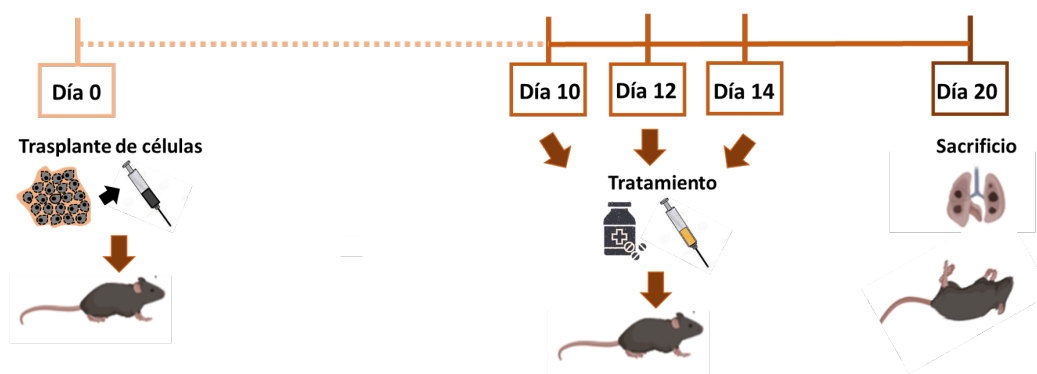 Día 0
Día 10
Día 12
Día 14
Día 20
Trasplante de células
Tratamiento
Sacrificio